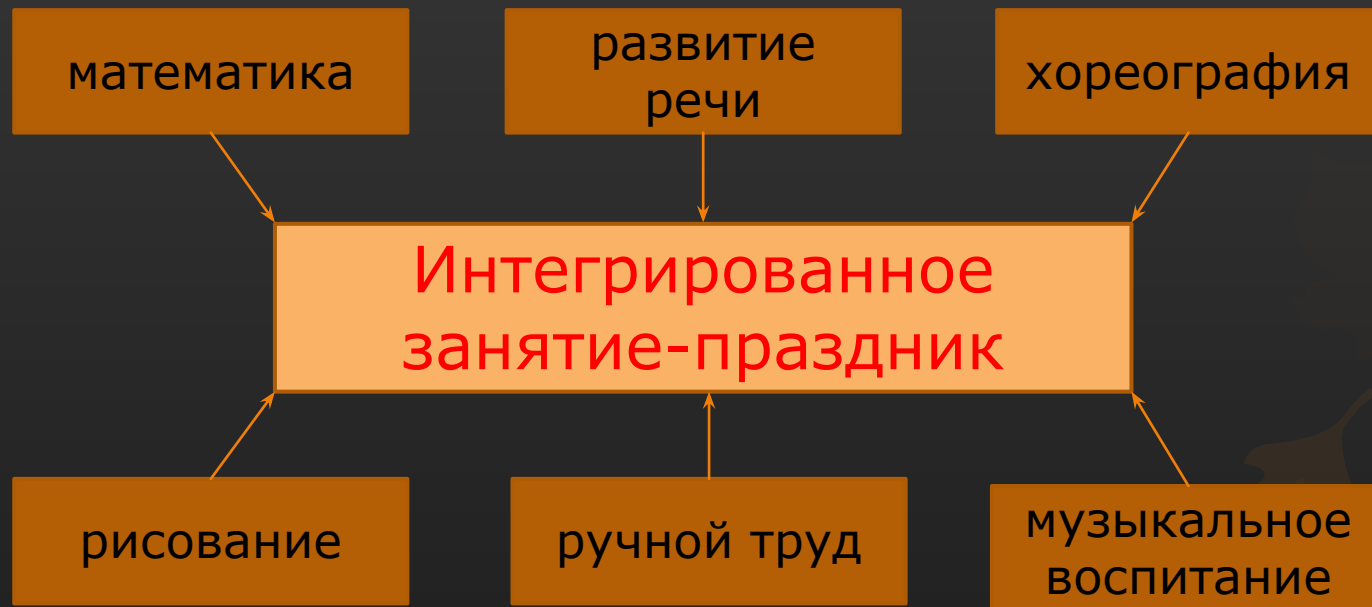 математика
развитие
речи
хореография
Интегрированное
занятие-праздник
рисование
ручной труд
музыкальное
воспитание